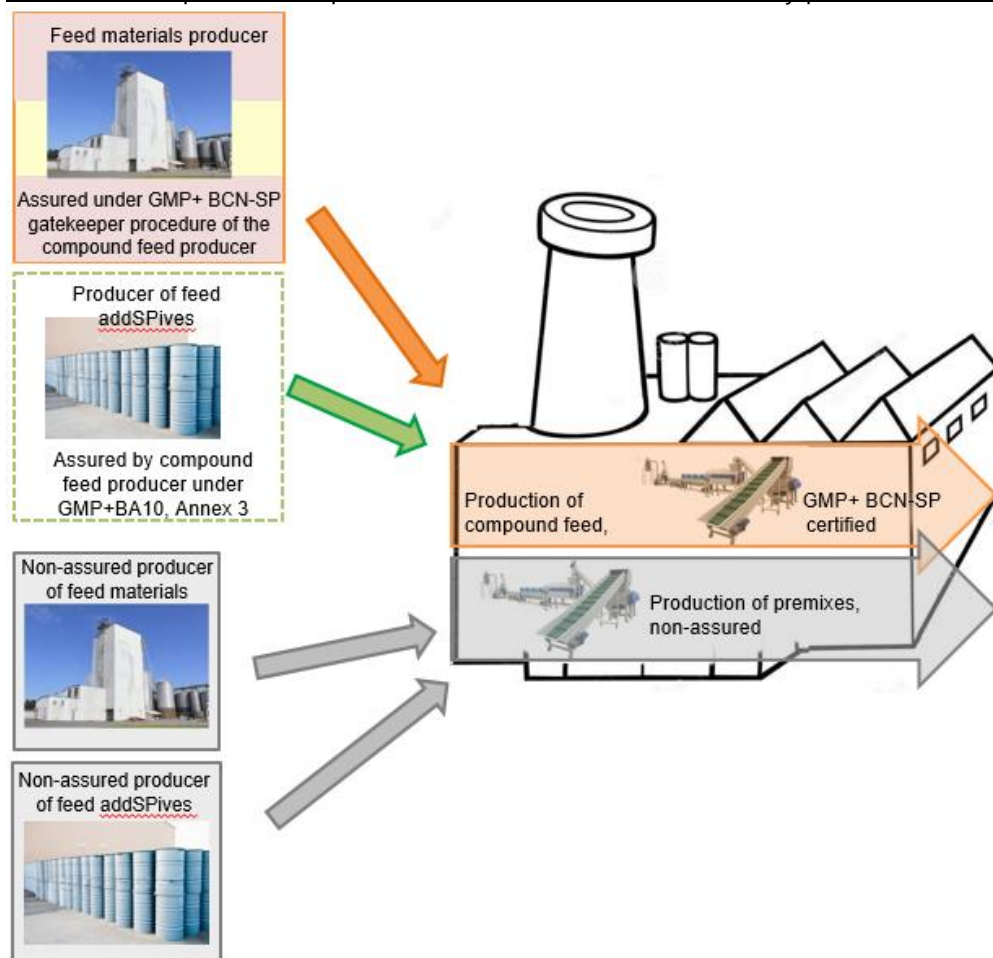 Feed materials producer
Assured under GMP+ BCN-SP
gatekeeper procedure of the
compound feed producer
Producer of feed
addSPives
Assured by compound
feed producer under
GMP+BA10, Annex 3
Non-assured producer
of feed materials
Non-assured producer
of feed addSPives
Production of
compound feed,
GMP+ BCN-SP
certified
Production of premixes,
non-assured